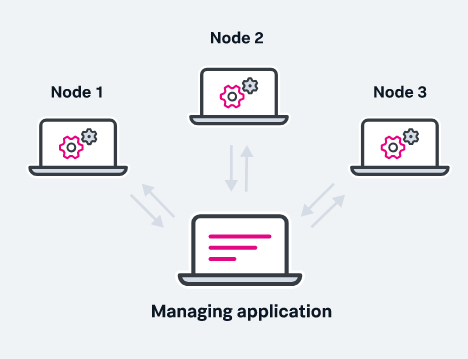 Node 2
Node 1
Node 3
Managing application